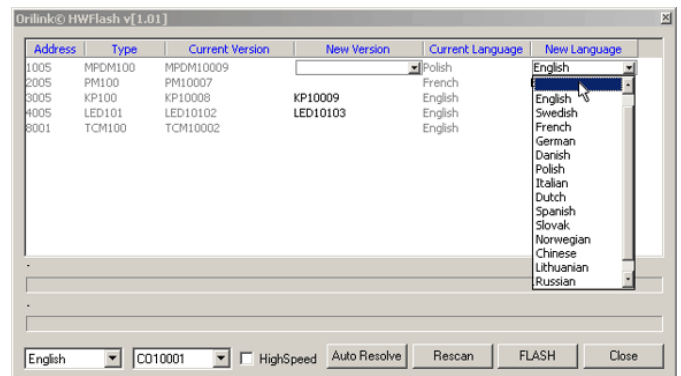 Orilink© HWFlash v[1.01]
Address Type Current Version New Version Current Language New Language
1005 MPDM100 MPDM10009 Polish English
2005 PM100 PM10007 French
3005 KP100 KP10008 KP10009 English
4005 LED101 LED10102 LED10103 English
8001 TCM100 TCM10002 English
English
Swedish
French
German
Danish
Polish
Italian
Dutch
Spanish
Slovak
Norwegian
Chinese
Lithuanian
Russian
English CO10001 HighSpeed Auto Resolve Rescan FLASH Close